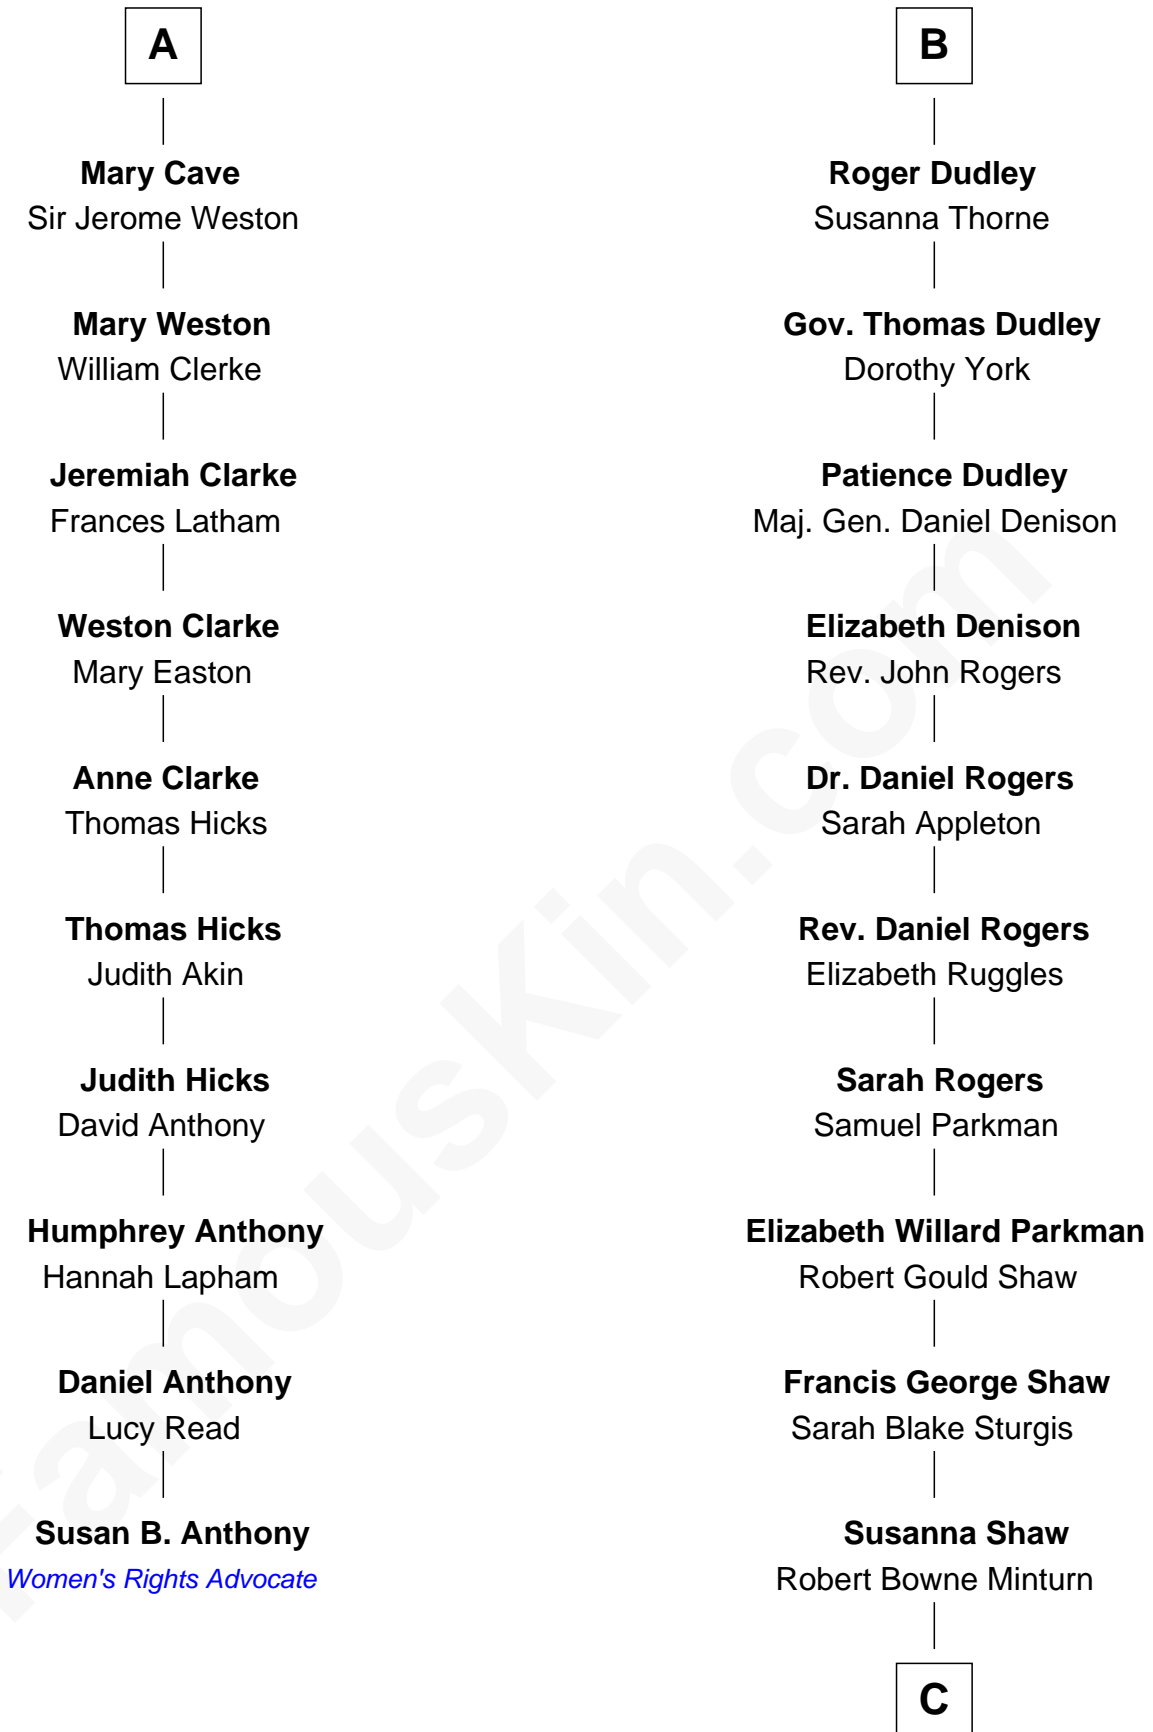 A
Mary Cave
Sir Jerome Weston
Mary Weston
William Clerke
Jeremiah Clarke
Frances Latham
Weston Clarke
Mary Easton
Anne Clarke
Thomas Hicks
Thomas Hicks
Judith Akin
Judith Hicks
David Anthony
Humphrey Anthony
Hannah Lapham
Daniel Anthony
Lucy Read
Susan B. Anthony
Women's Rights Advocate
B
Roger Dudley
Susanna Thorne
Gov. Thomas Dudley
Dorothy York
Patience Dudley
Maj. Gen. Daniel Denison
Elizabeth Denison
Rev. John Rogers
Dr. Daniel Rogers
Sarah Appleton
Rev. Daniel Rogers
Elizabeth Ruggles
Sarah Rogers
Samuel Parkman
Elizabeth Willard Parkman
Robert Gould Shaw
Francis George Shaw
Sarah Blake Sturgis
Susanna Shaw
Robert Bowne Minturn
C
FamousKin.com